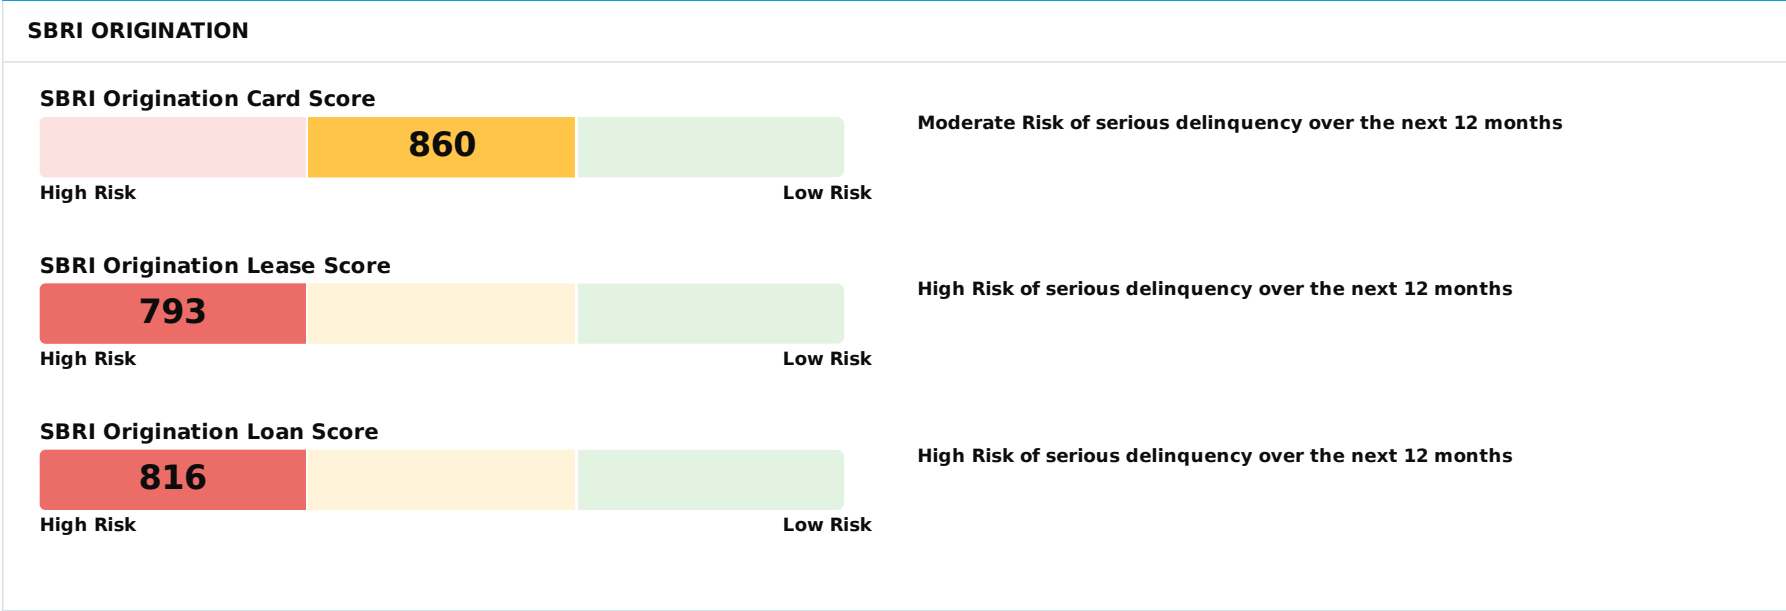 SBRI ORIGINATION
SBRI Origination Card Score
860
High Risk
Low Risk
Moderate Risk of serious delinquency over the next 12 months
SBRI Origination Lease Score
793
High Risk
Low Risk
High Risk of serious delinquency over the next 12 months
SBRI Origination Loan Score
816
High Risk
Low Risk
High Risk of serious delinquency over the next 12 months